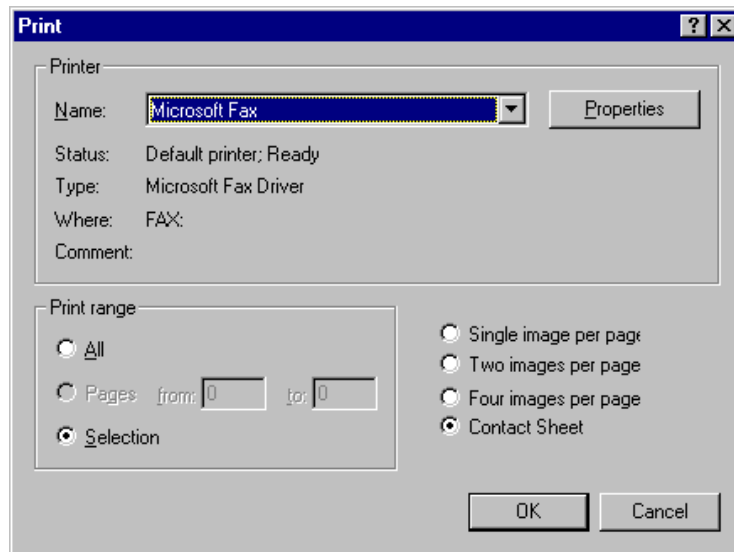 Print
Printer
Name: Microsoft Fax Properties
Status: Default printer; Ready
Type: Microsoft Fax Driver
Where: FAX:
Comment:
Print range
All
Pages from: 0 to: 0
Selection
Single image per page
Two images per page
Four images per page
Contact Sheet
OK Cancel